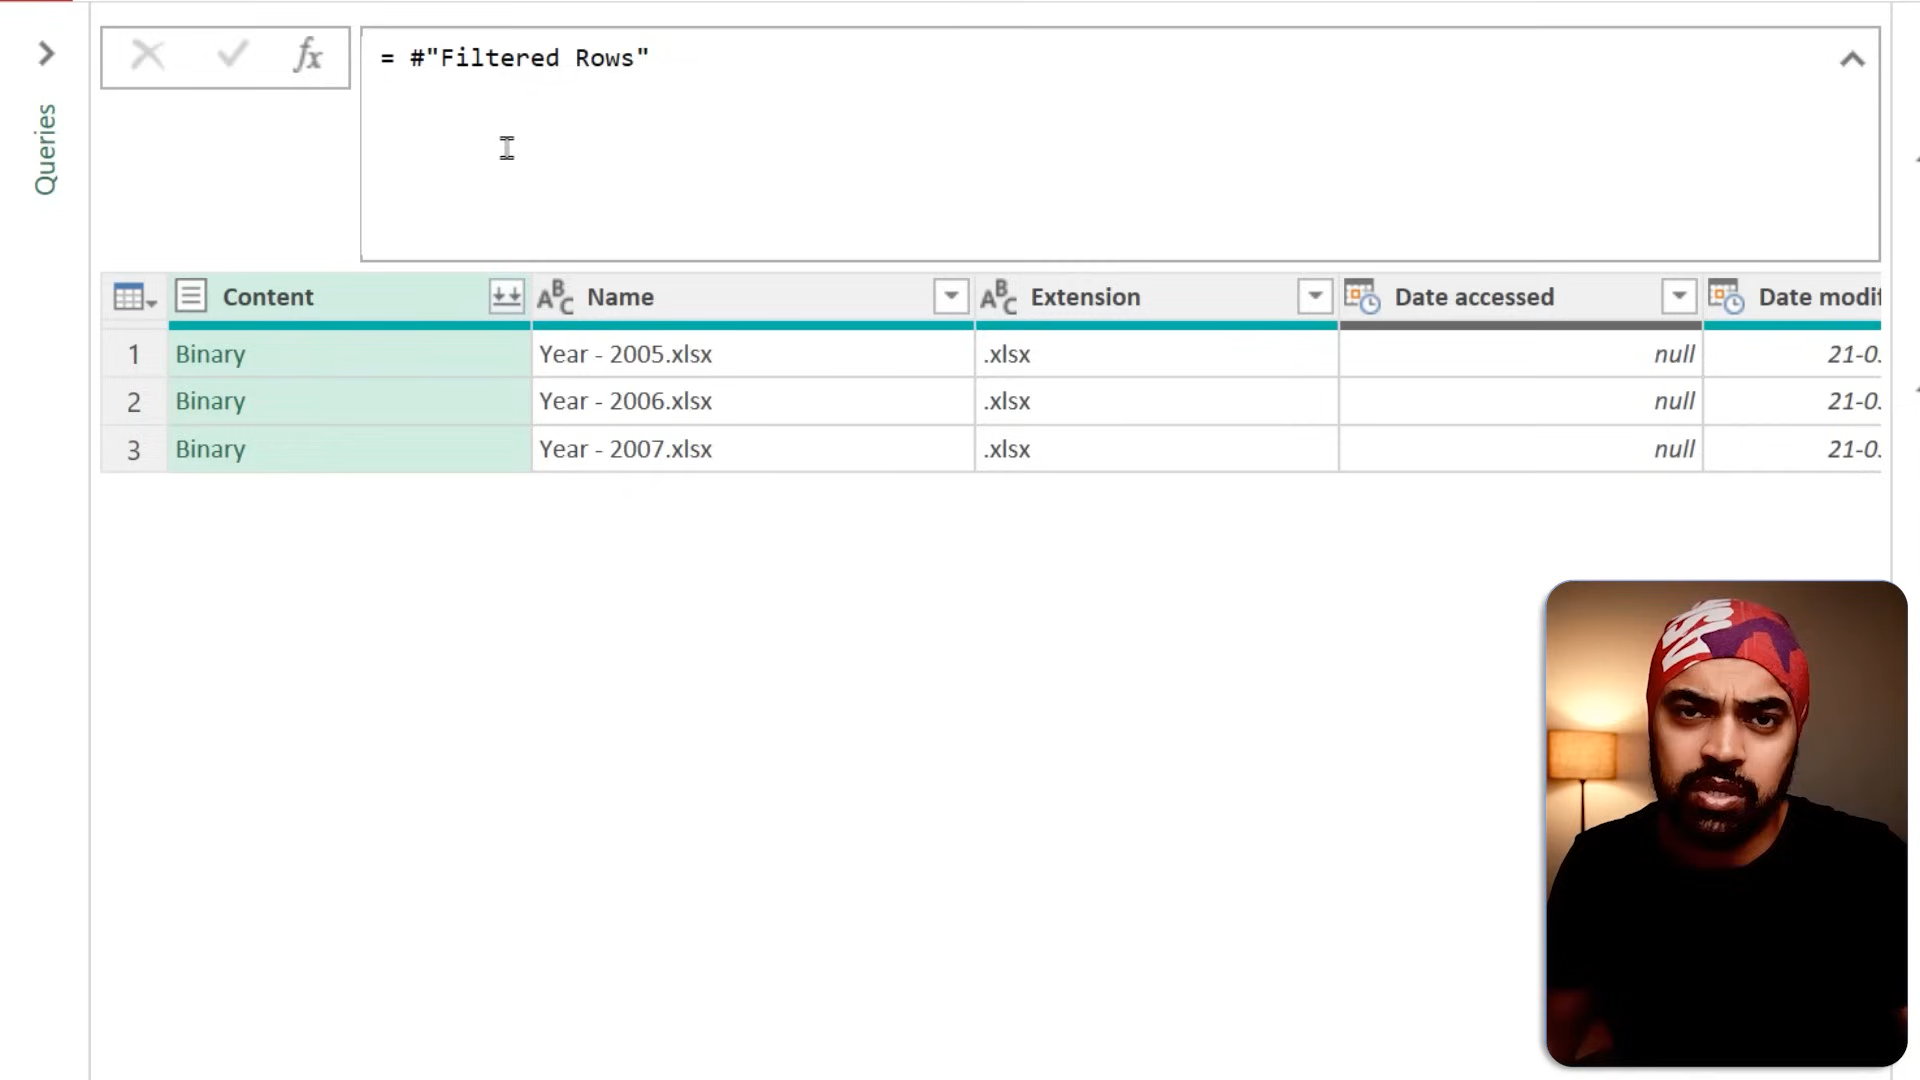 Queries
fx
= #"Filtered Rows"
Content ABC Name ABC Extension Date accessed Date modif
1 Binary Year - 2005.xlsx .xlsx null 21-0.
2 Binary Year - 2006.xlsx .xlsx null 21-0.
3 Binary Year - 2007.xlsx .xlsx null 21-0.